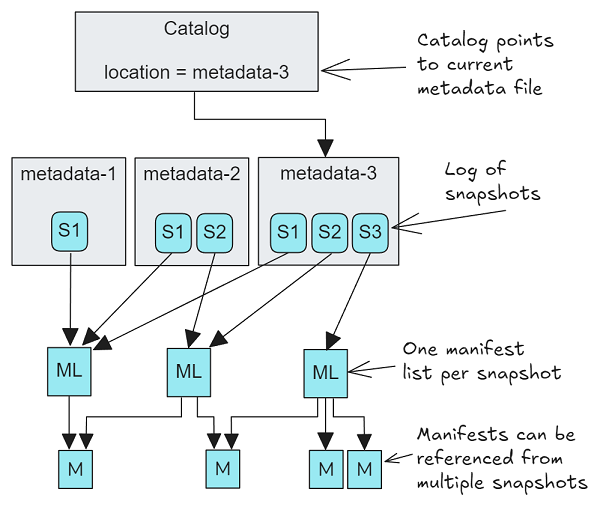 Catalog
location = metadata-3
Catalog points
to current
metadata file
metadata-1
metadata-2
metadata-3
Log of
snapshots
S1
S1
S2
S1
S2
S3
ML
ML
ML
One manifest
list per snapshot
M
M
M
M
Manifests can be
referenced from
multiple snapshots